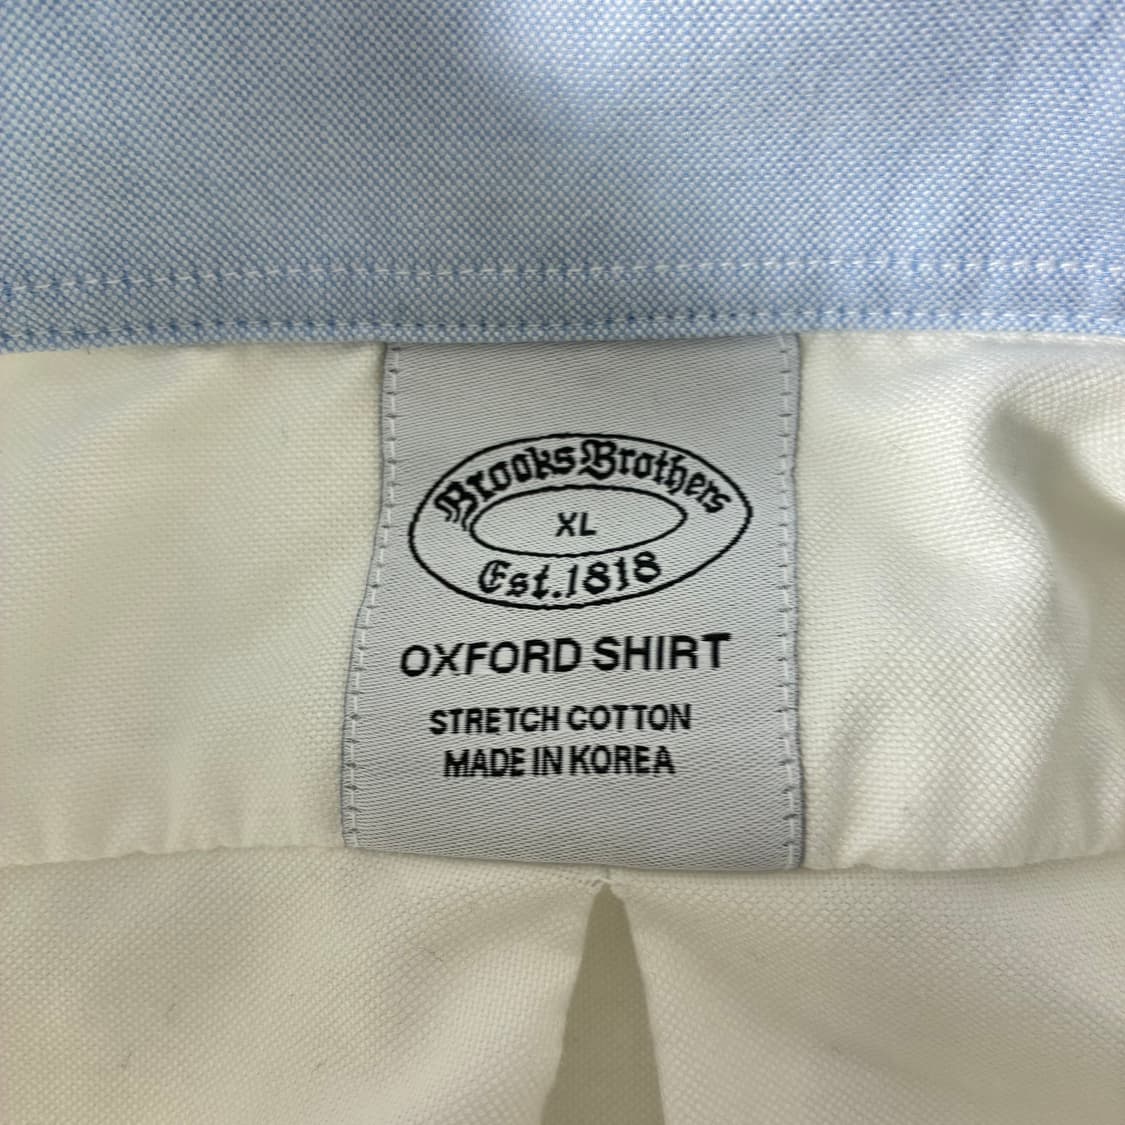 Brooks Brothers
XL
Est.1818
OXFORD SHIRT
STRETCH COTTON
MADE IN KOREA